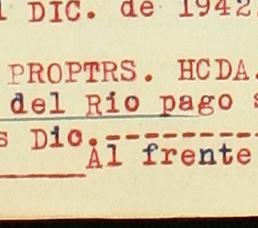 DIC. de 1942.
PROPTRS. HCDA.
del Rio pago
s Dic.-----------
Al frente